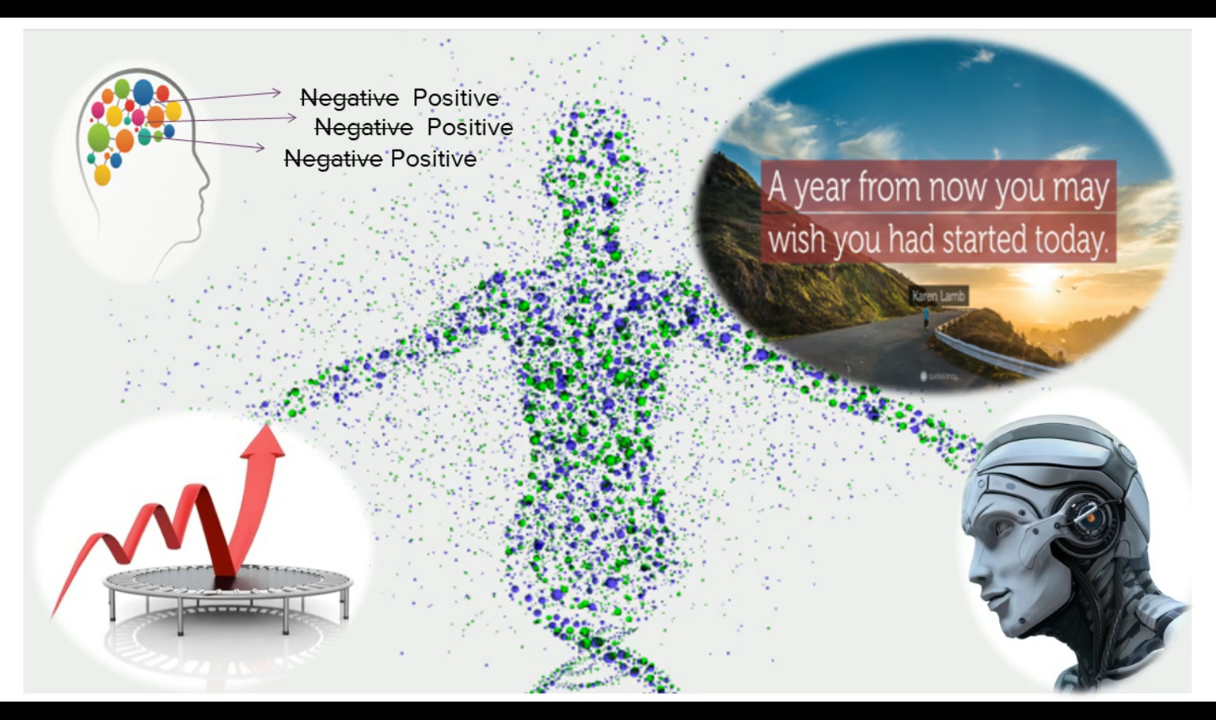 Negative Positive
Negative Positive
Negative Positive
A year from now you may
wish you had started today.
Karen Lamb